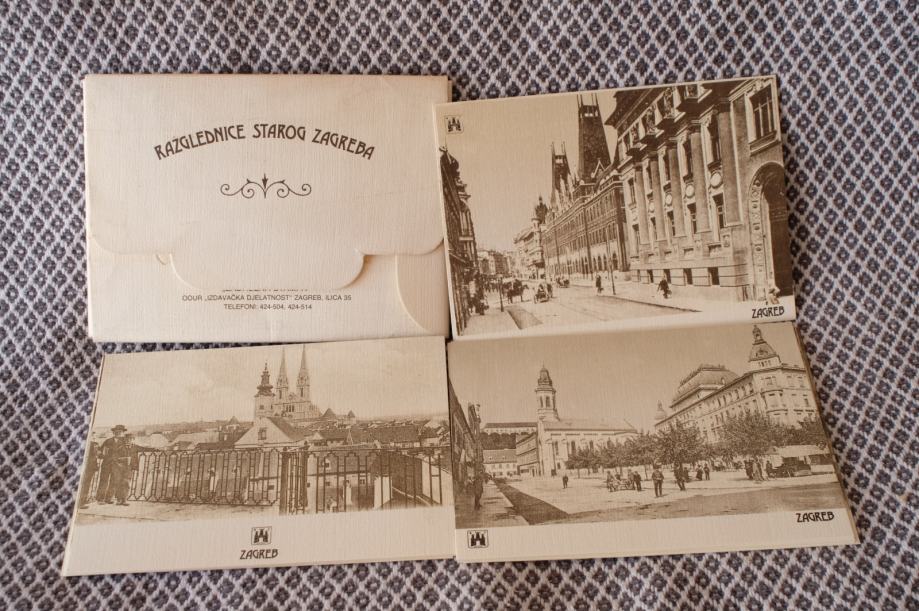 RAZGLEDNICE STAROG ZAGREBA
OOUR „IZDAVAČKA DJELATNOST” ZAGREB, ILICA 35
TELEFONI: 424-504, 424-514
ZAGREB
ZAGREB
ZAGREB